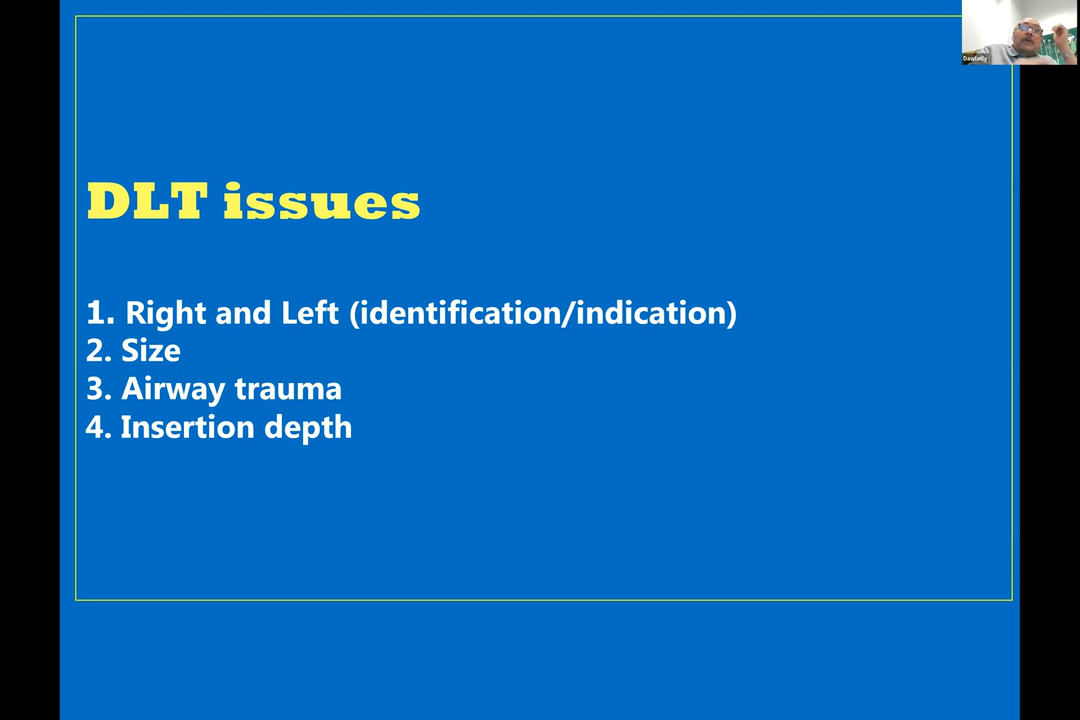 DLT issues
1. Right and Left (identification/indication)
2. Size
3. Airway trauma
4. Insertion depth